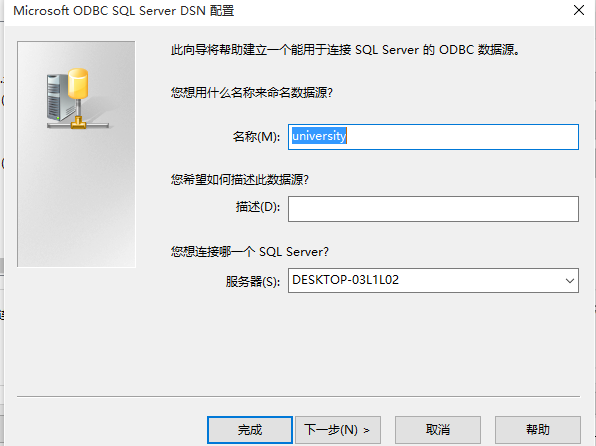 Microsoft ODBC SQL Server DSN 配置
此向导将帮助建立一个能用于连接 SQL Server 的 ODBC 数据源。
您想用什么名称来命名数据源?
名称(M): university
您希望如何描述此数据源?
描述(D):
您想连接哪一个 SQL Server?
服务器(S): DESKTOP-03L1L02
完成 下一步(N) > 取消 帮助